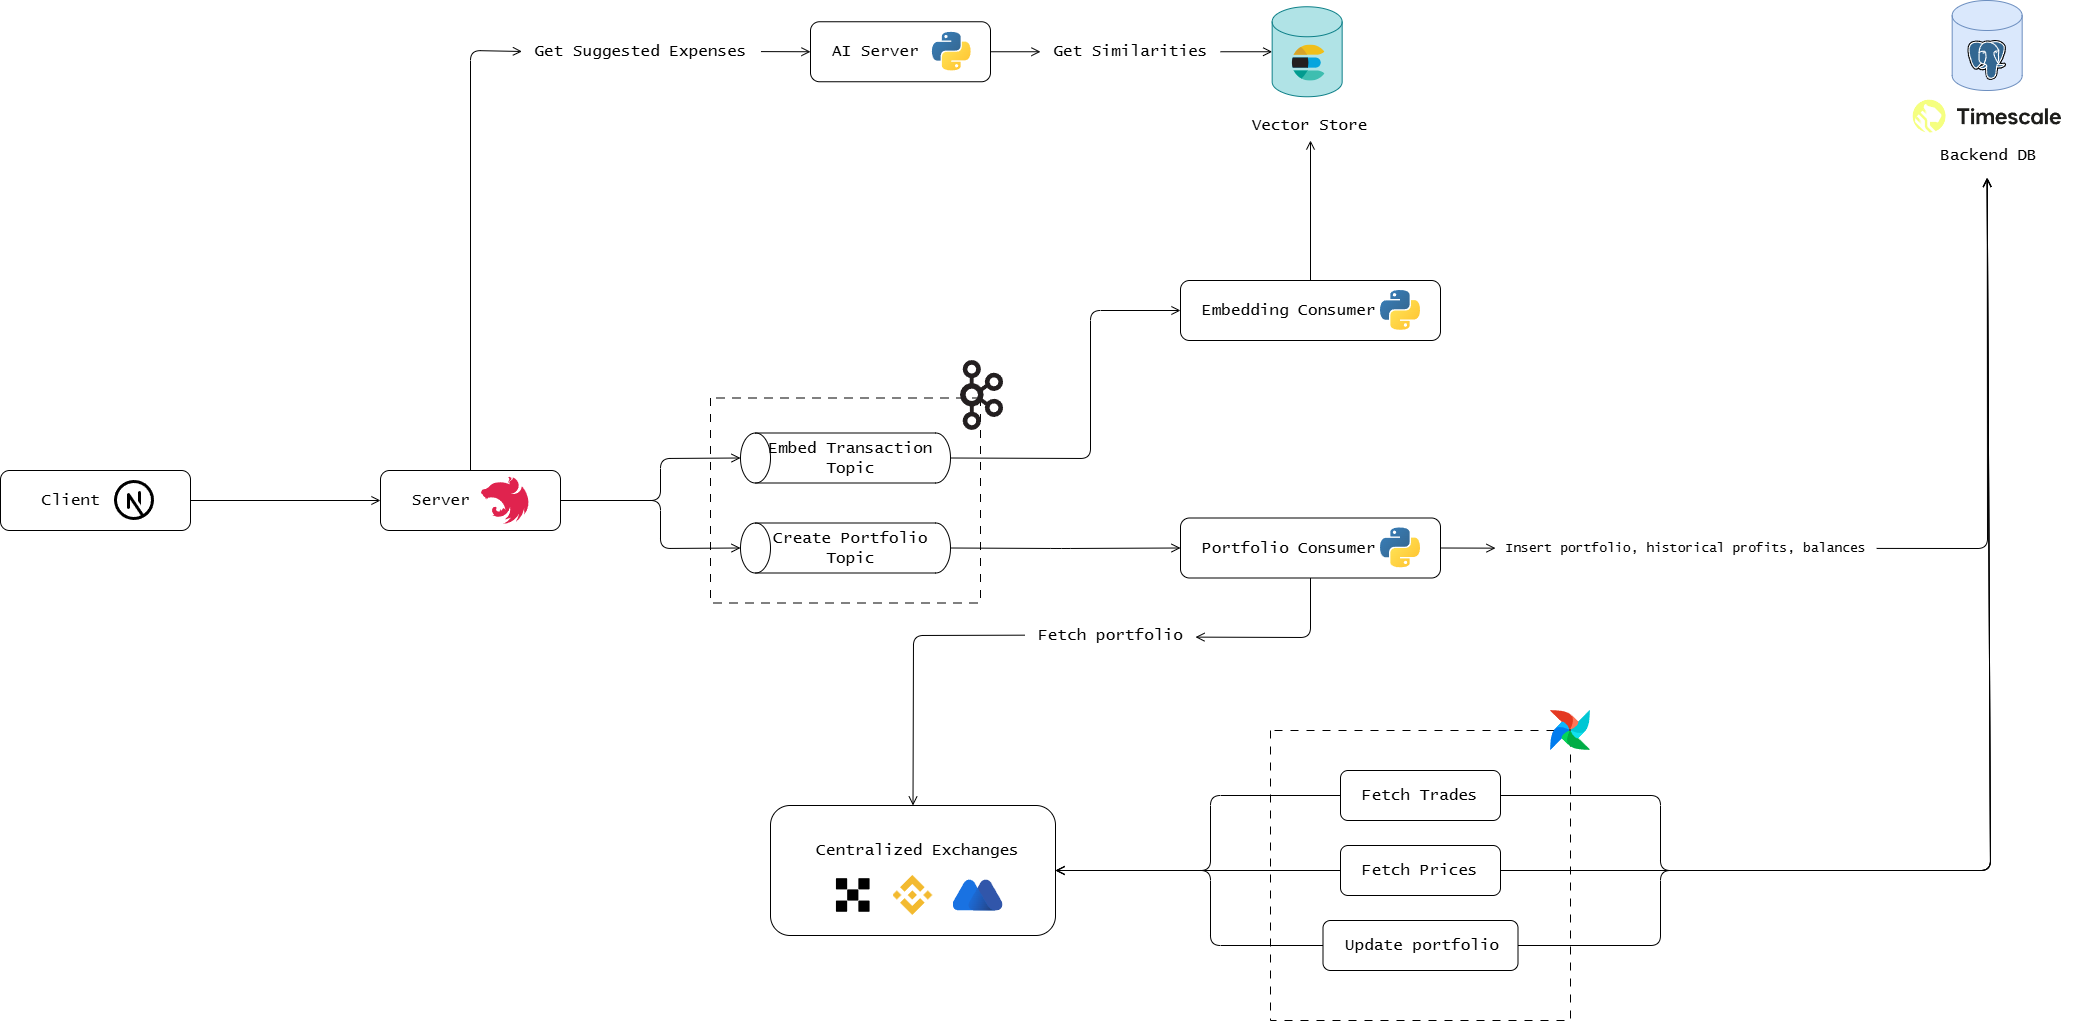 Get Suggested Expenses
AI Server
Get Similarities
Vector Store
Timescale
Backend DB
Embedding Consumer
Embed Transaction
Topic
Client
Server
Create Portfolio
Topic
Portfolio Consumer
Insert portfolio, historical profits, balances
Fetch portfolio
Centralized Exchanges
Fetch Trades
Fetch Prices
Update portfolio